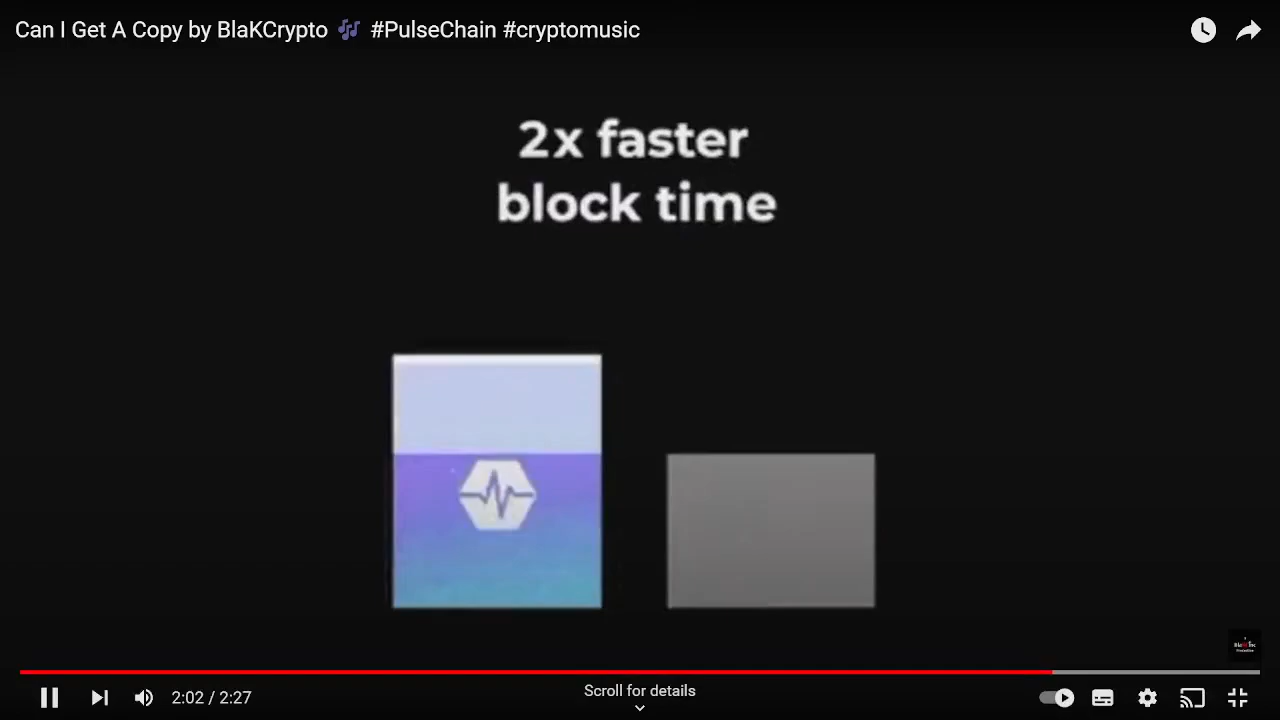 Can I Get A Copy by BlaKCrypto 🎶 #PulseChain #cryptomusic
2x faster
block time
2:02 / 2:27
Scroll for details